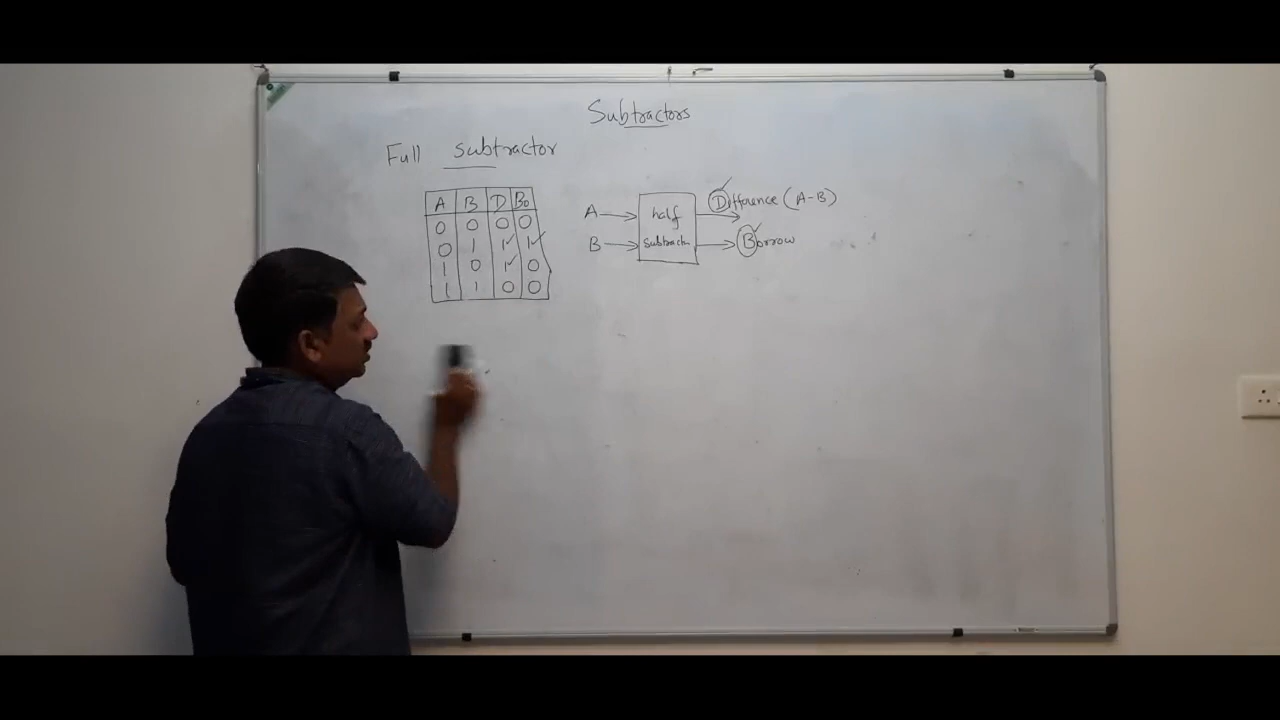 Subtractors
Full subtractor
A B D Bo
0 0 0 0
0 1 1 1
1 0 1 0
1 1 0 0
A
B
half
subtractor
Difference (A-B)
Borrow